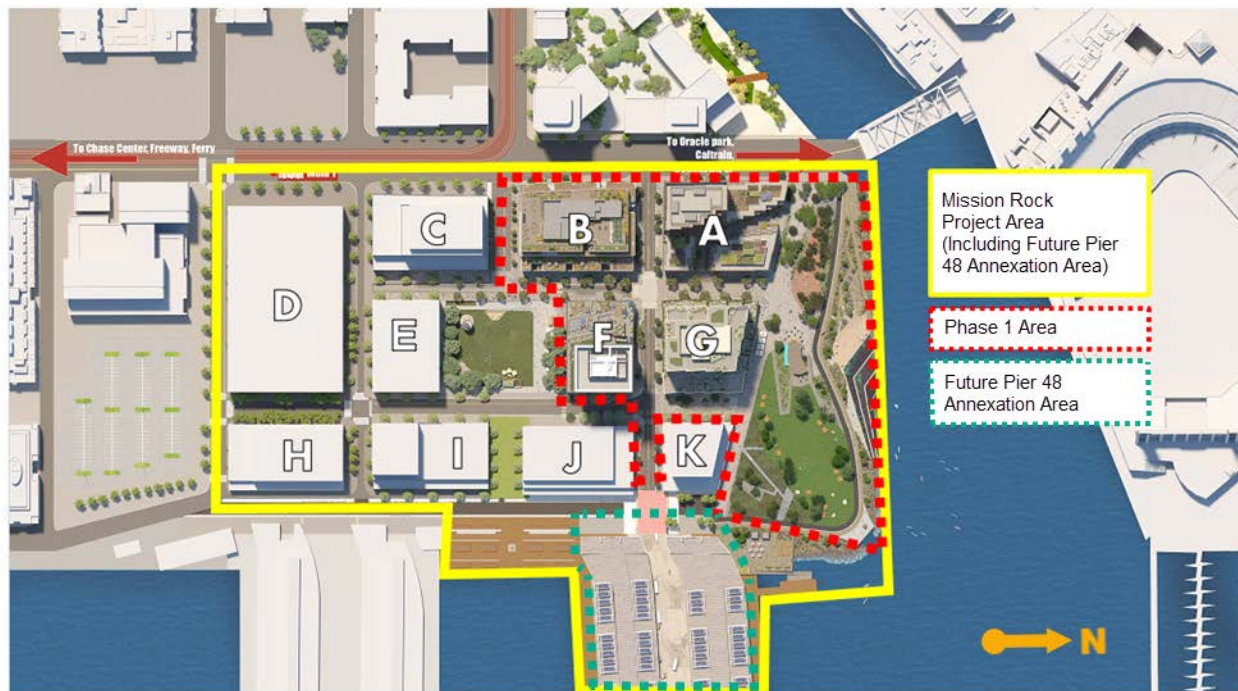 To Chase Center, Freeway, Ferry
To Oracle park,
Caltrain,
C
B
A
D
E
F
G
H
I
J
K
Mission Rock
Project Area
(Including Future Pier
48 Annexation Area)
Phase 1 Area
Future Pier 48
Annexation Area
N